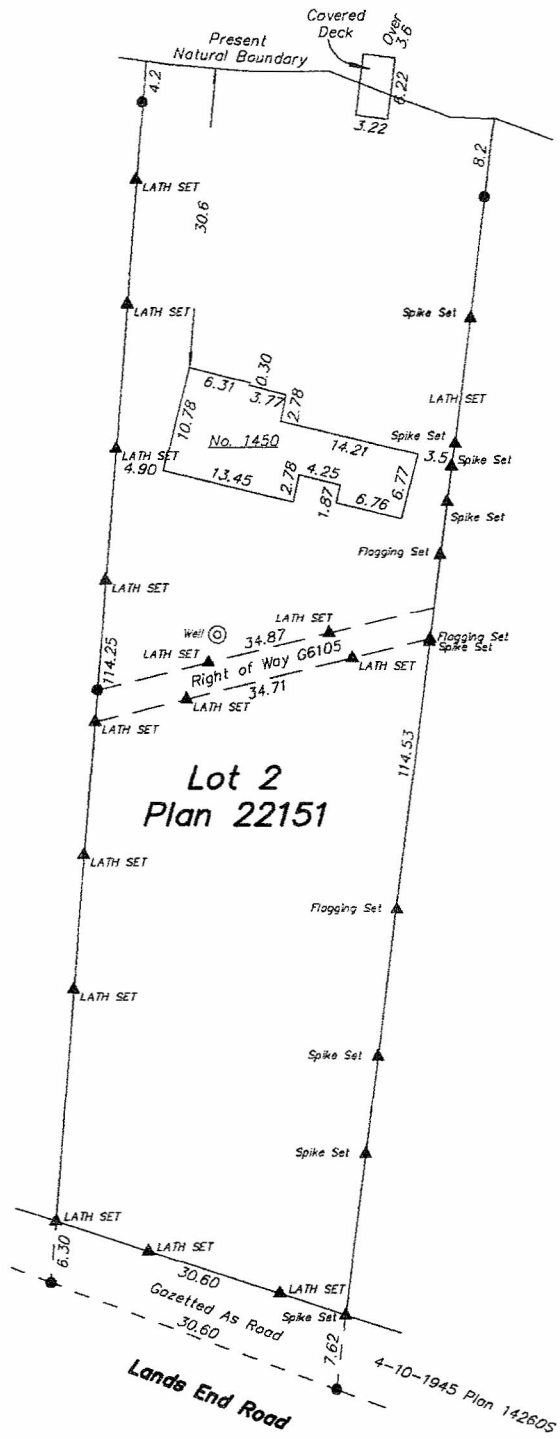 Covered
Deck
Over
3.6
Present
Natural Boundary
4.2
6.22
3.22
8.2
LATH SET
30.6
LATH SET
Spike Set
0.30
6.31
3.77
2.78
LATH SET
10.78
No. 1450
14.21
Spike Set
LATH SET
4.90
3.5
Spike Set
13.45
2.78
4.25
1.87
6.76
6.77
Spike Set
Flagging Set
LATH SET
Well
LATH SET
34.87
Flagging Set
Spike Set
LATH SET
Right of Way G6105
LATH SET
114.25
34.71
LATH SET
LATH SET
114.53
Lot 2
Plan 22151
LATH SET
Flagging Set
LATH SET
Spike Set
Spike Set
LATH SET
6.30
LATH SET
30.60
LATH SET
Gazetted As Road
Spike Set
30.60
7.62
4-10-1945 Plan 14260S
Lands End Road